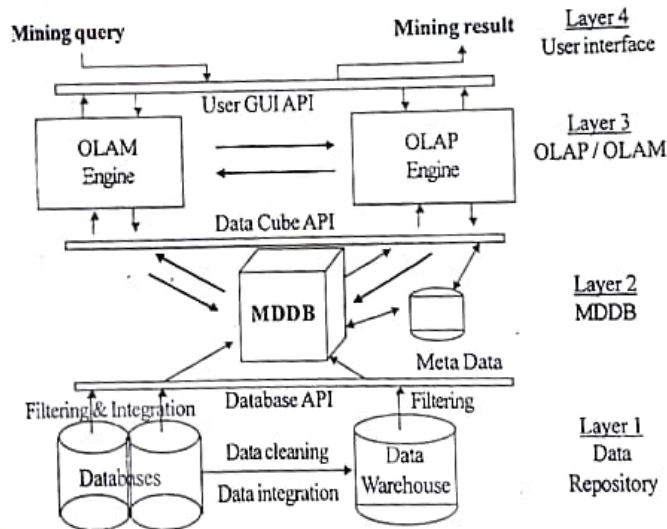 Mining query
Mining result
Layer 4
User interface
User GUI API
OLAM
Engine
OLAP
Engine
Layer 3
OLAP / OLAM
Data Cube API
MDDB
Layer 2
MDDB
Meta Data
Filtering & Integration
Database API
Filtering
Databases
Data cleaning
Data integration
Data
Warehouse
Layer 1
Data
Repository